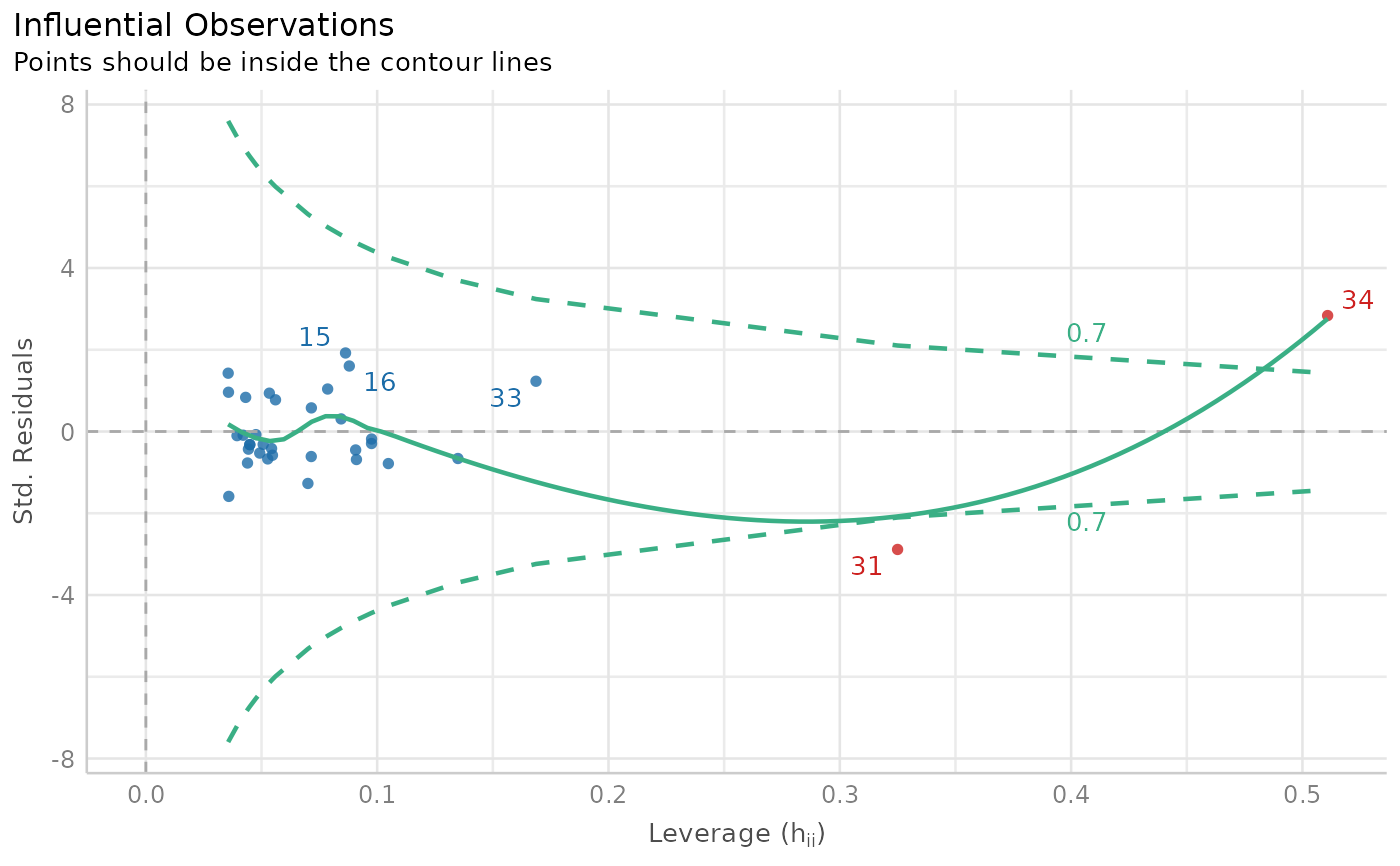 Influential Observations
Points should be inside the contour lines
8
4
0
-4
-8
Std. Residuals
34
0.7
15
16
33
0.7
31
0.0 0.1 0.2 0.3 0.4 0.5
Leverage (hii)